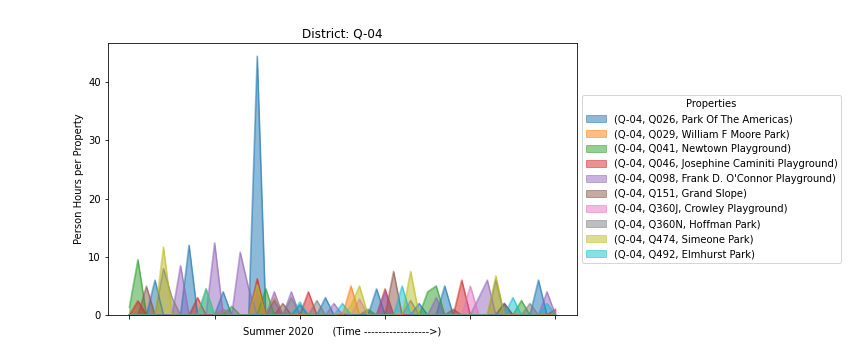 District: Q-04
Person Hours per Property
40
30
20
10
0
Summer 2020 (Time ------------------>)
Properties
(Q-04, Q026, Park Of The Americas)
(Q-04, Q029, William F Moore Park)
(Q-04, Q041, Newtown Playground)
(Q-04, Q046, Josephine Caminiti Playground)
(Q-04, Q098, Frank D. O'Connor Playground)
(Q-04, Q151, Grand Slope)
(Q-04, Q360J, Crowley Playground)
(Q-04, Q360N, Hoffman Park)
(Q-04, Q474, Simeone Park)
(Q-04, Q492, Elmhurst Park)